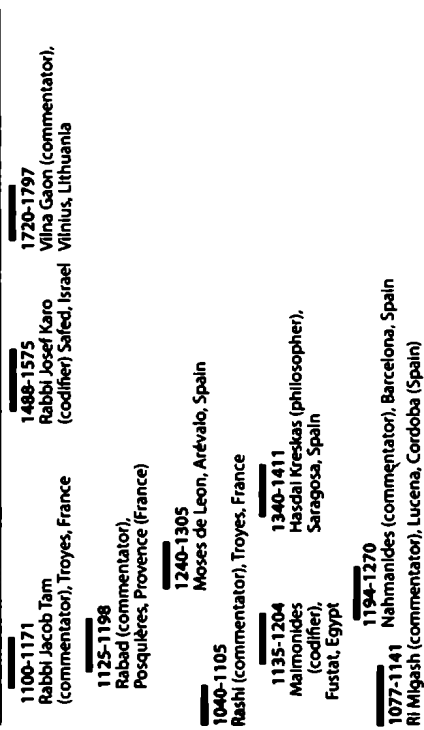 1100-1171
Rabbi Jacob Tam
(commentator), Troyes, France
1488-1575
Rabbi Josef Karo
(codifier) Safed, Israel
1720-1797
Vilna Gaon (commentator),
Vilnius, Lithuania
1125-1198
Rabad (commentator),
Posquières, Provence (France)
1240-1305
Moses de Leon, Arévalo, Spain
1040-1105
Rashi (commentator), Troyes, France
1135-1204
Maimonides
(codifier),
Fustat, Egypt
1340-1411
Hasdai Kreskas (philosopher),
Saragosa, Spain
1194-1270
Nahmanides (commentator), Barcelona, Spain
1077-1141
Ri Migash (commentator), Lucena, Cordoba (Spain)